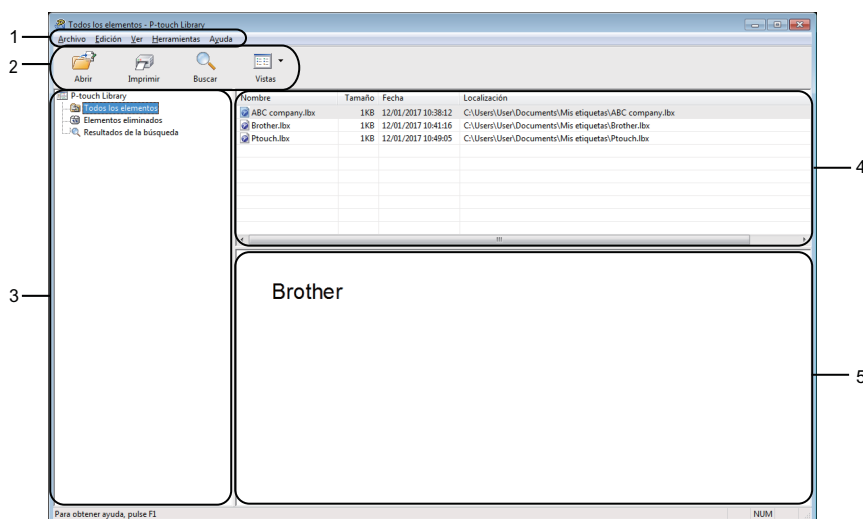 Todos los elementos - P-touch Library
1
Archivo Edición Ver Herramientas Ayuda
2
Abrir Imprimir Buscar Vistas
P-touch Library
Todos los elementos
Elementos eliminados
Resultados de la búsqueda
Nombre Tamaño Fecha Localización
ABC company.lbx 1KB 12/01/2017 10:38:12 C:\Users\User\Documents\Mis etiquetas\ABC company.lbx
Brother.lbx 1KB 12/01/2017 10:41:16 C:\Users\User\Documents\Mis etiquetas\Brother.lbx
Ptouch.lbx 1KB 12/01/2017 10:49:05 C:\Users\User\Documents\Mis etiquetas\Ptouch.lbx
4
3
Brother
5
Para obtener ayuda, pulse F1 NUM